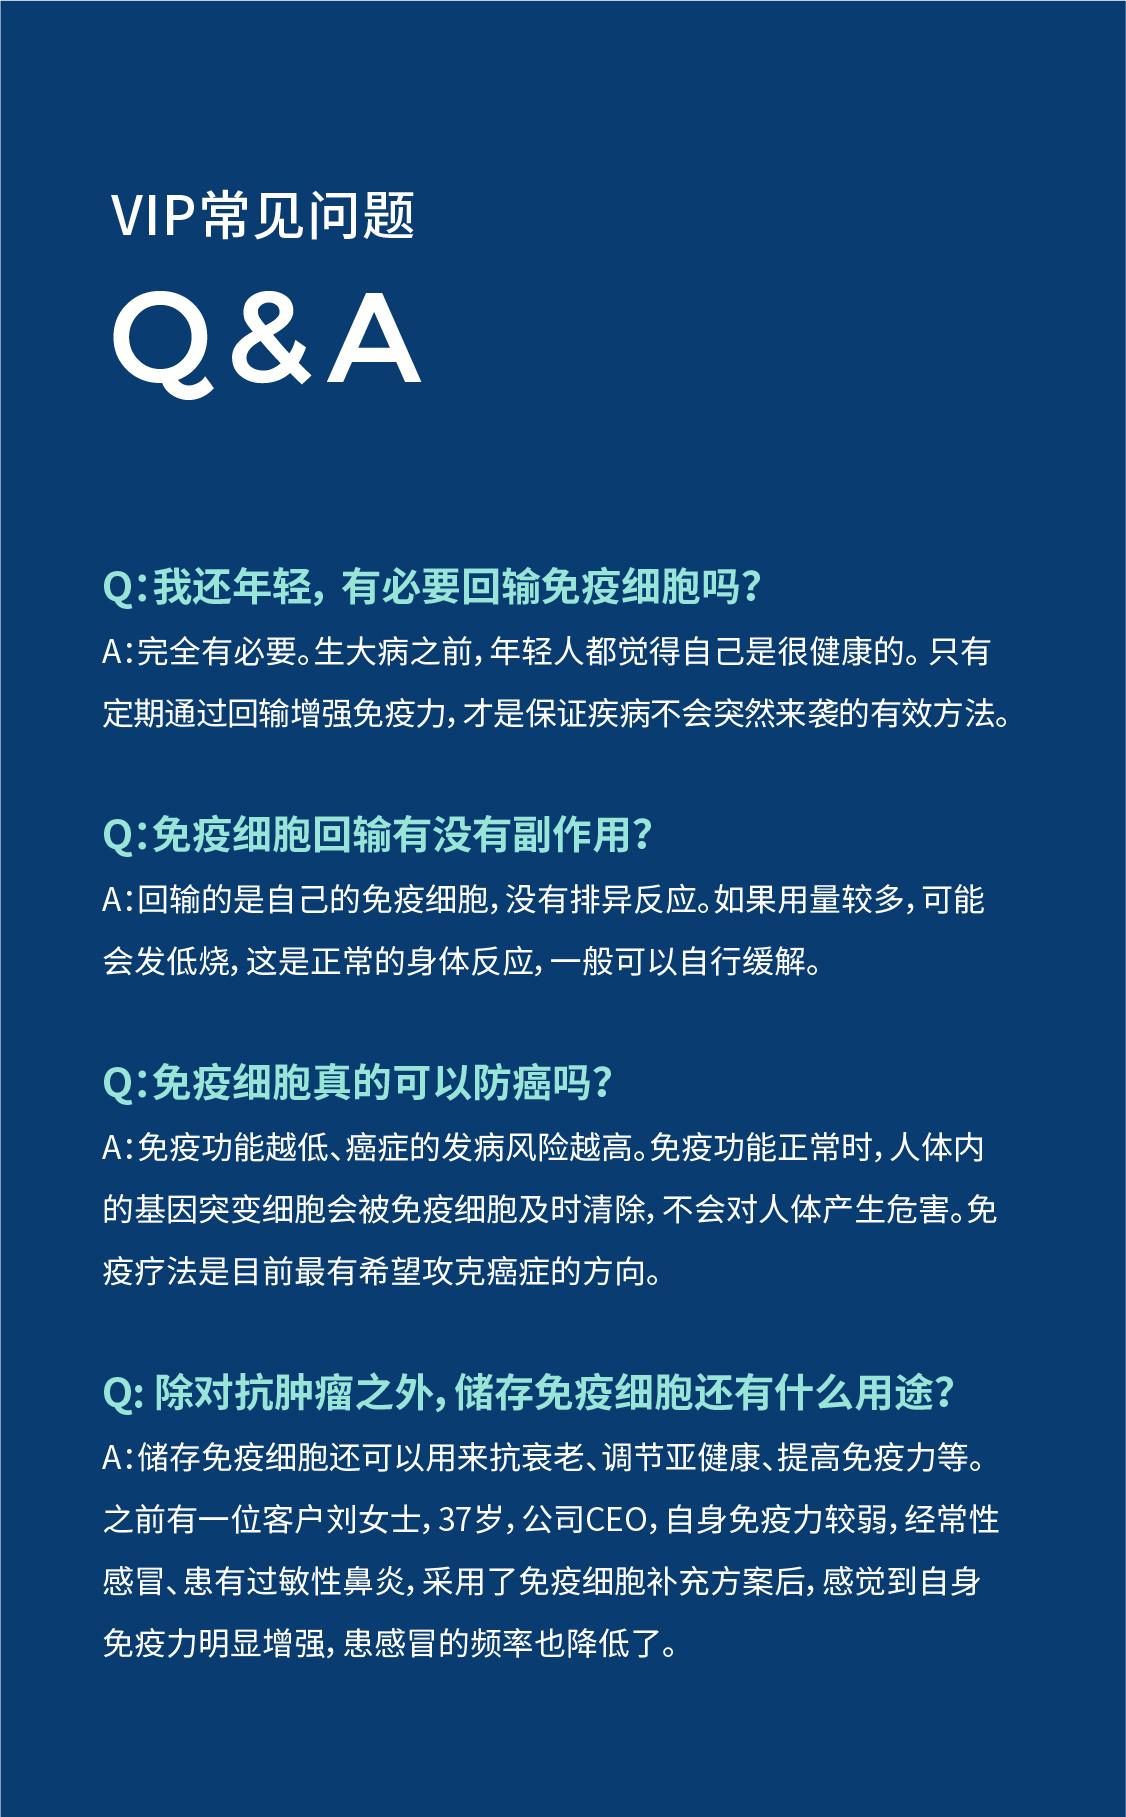 VIP常见问题
Q&A
Q：我还年轻，有必要回输免疫细胞吗？
A：完全有必要。生大病之前，年轻人都觉得自己是很健康的。只有
定期通过回输增强免疫力，才是保证疾病不会突然来袭的有效方法。
Q：免疫细胞回输有没有副作用？
A：回输的是自己的免疫细胞，没有排异反应。如果用量较多，可能
会发低烧，这是正常的身体反应，一般可以自行缓解。
Q：免疫细胞真的可以防癌吗？
A：免疫功能越低、癌症的发病风险越高。免疫功能正常时，人体内
的基因突变细胞会被免疫细胞及时清除，不会对人体产生危害。免
疫疗法是目前最有希望攻克癌症的方向。
Q: 除对抗肿瘤之外，储存免疫细胞还有什么用途？
A：储存免疫细胞还可以用来抗衰老、调节亚健康、提高免疫力等。
之前有一位客户刘女士，37岁，公司CEO，自身免疫力较弱，经常性
感冒、患有过敏性鼻炎，采用了免疫细胞补充方案后，感觉到自身
免疫力明显增强，患感冒的频率也降低了。